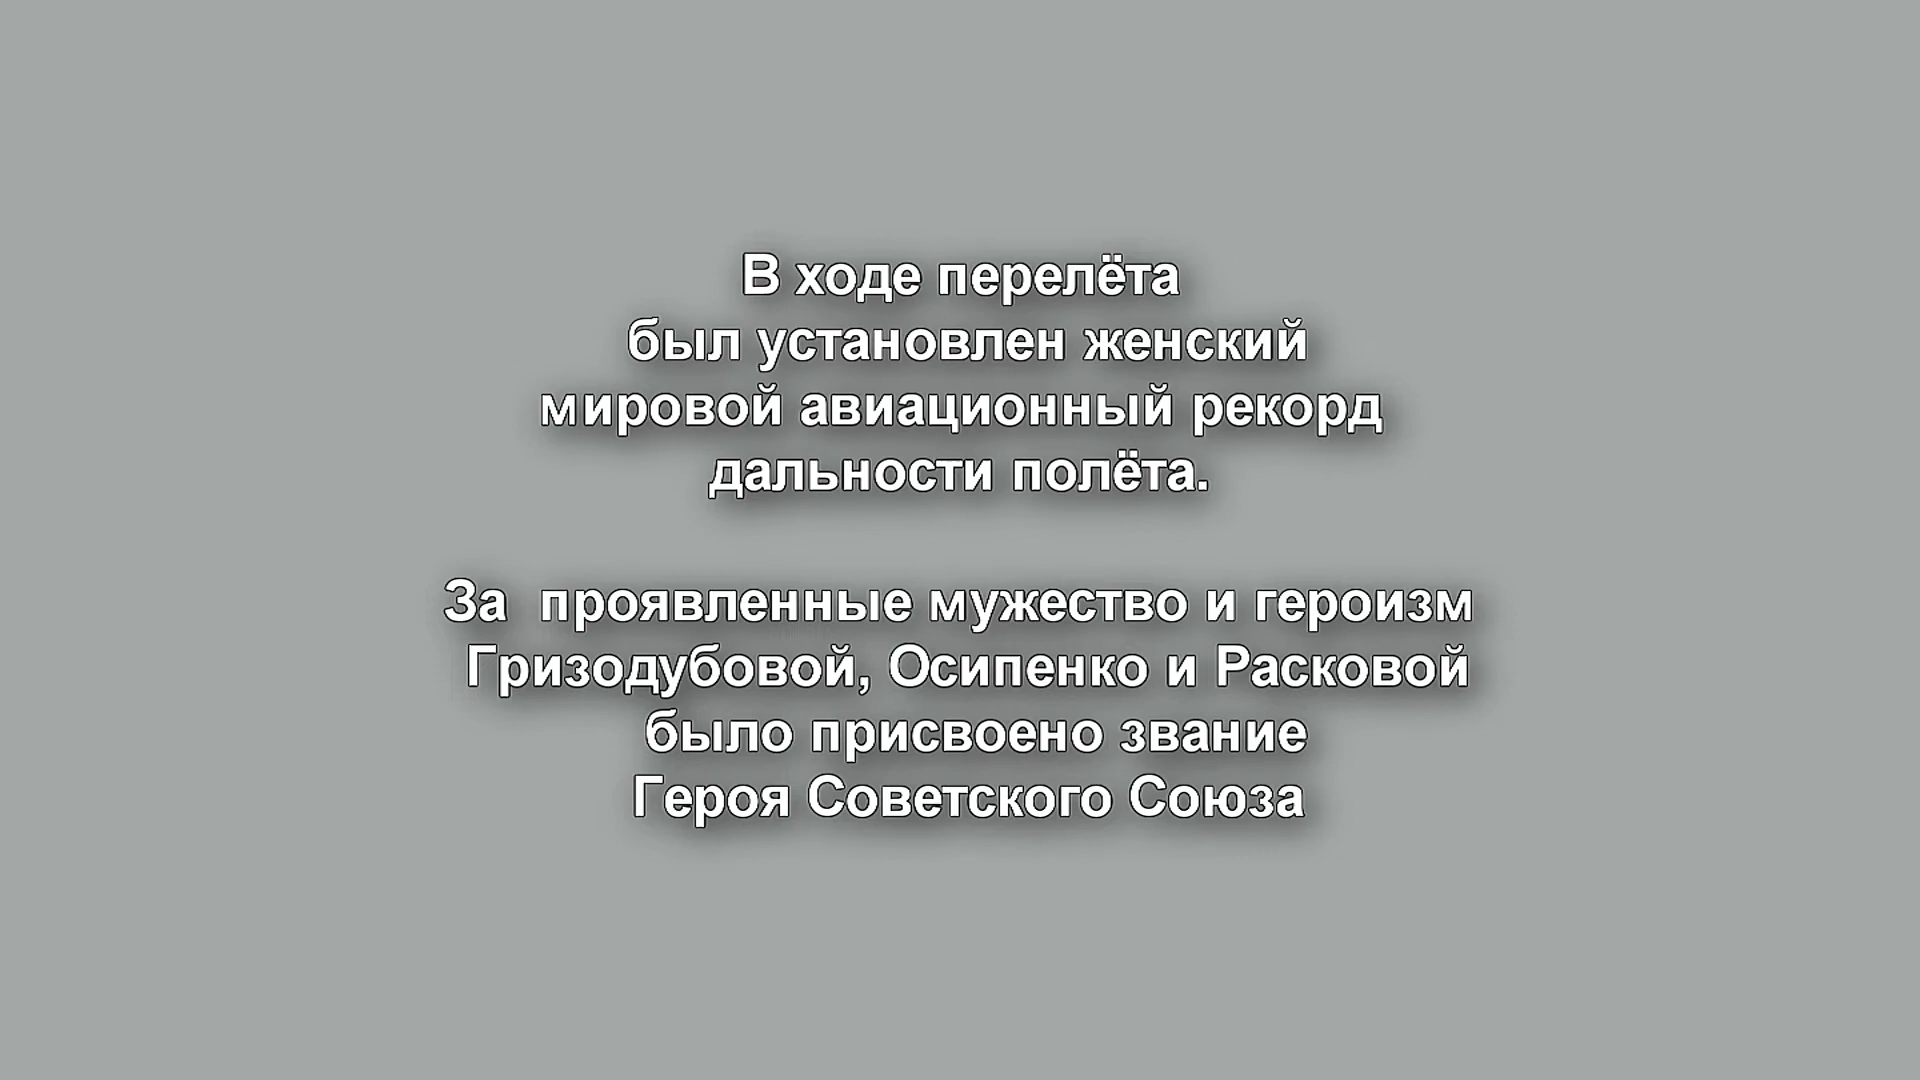 В ходе перелёта
был установлен женский
мировой авиационный рекорд
дальности полёта.
За проявленные мужество и героизм
Гризодубовой, Осипенко и Расковой
было присвоено звание
Героя Советского Союза